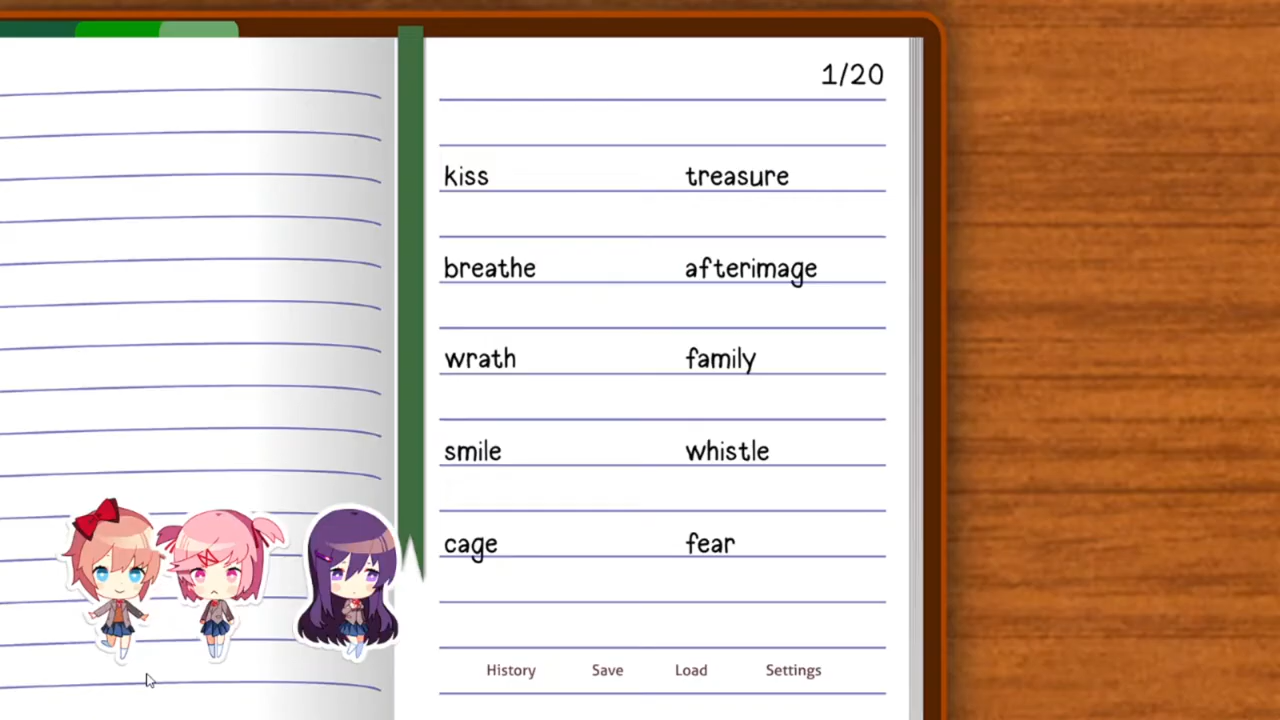 1/20
kiss treasure
breathe afterimage
wrath family
smile whistle
cage fear
History Save Load Settings